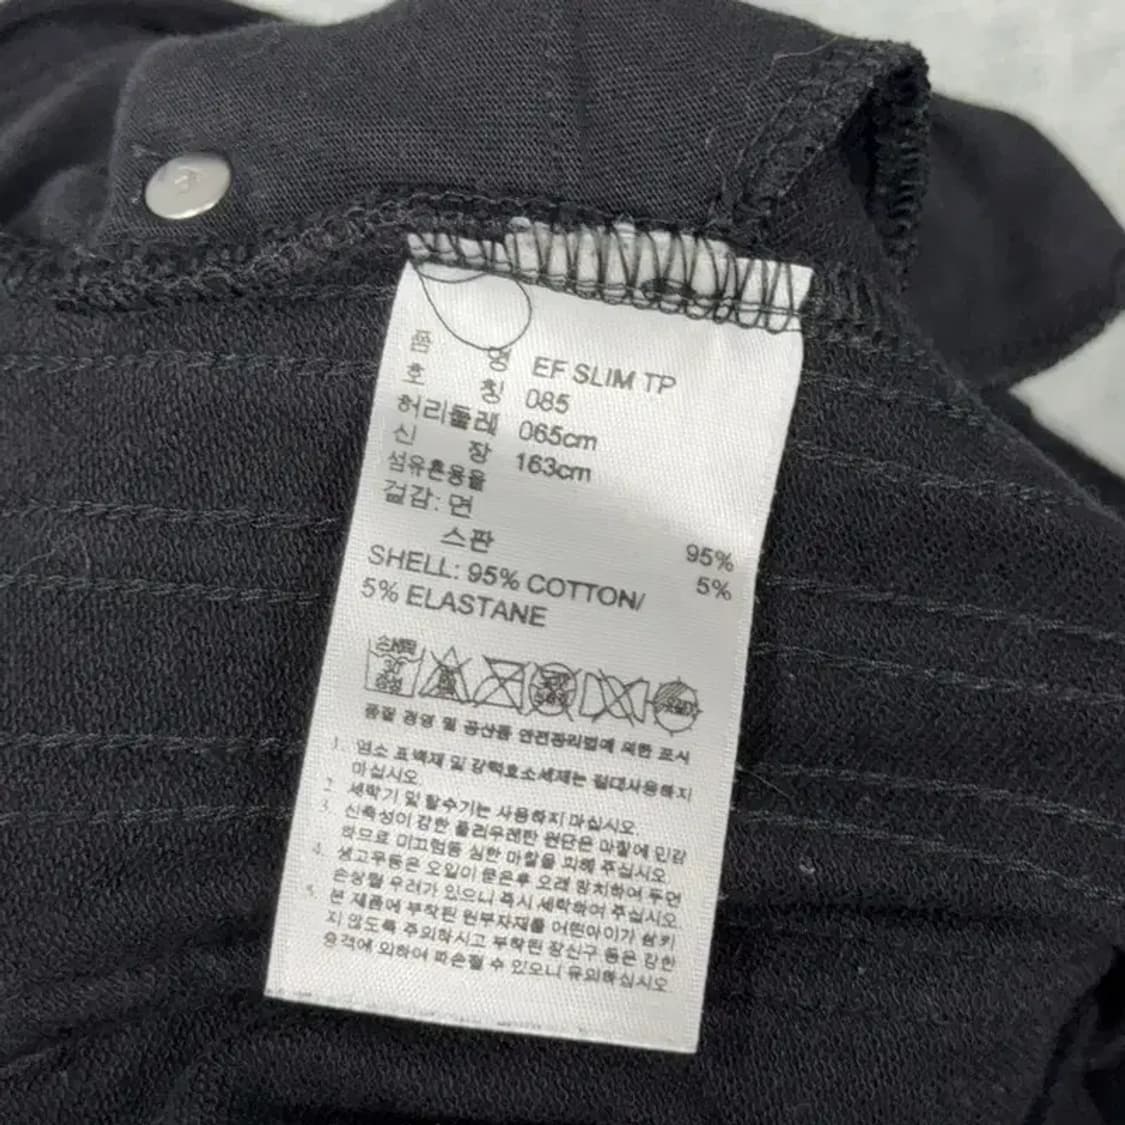 품 명 EF SLIM TP
호 칭 085
허리둘레 065cm
신 장 163cm
섬유혼용율
겉감: 면 95%
스판 5%
SHELL: 95% COTTON/
5% ELASTANE
손세탁
30
중성
품질 경영 및 공산품 안전관리법에 의한 표시
1. 염소 표백제 및 강력효소세제는 절대사용하지
마십시오.
2. 세탁기 및 탈수기는 사용하지 마십시오.
3. 신축성이 강한 폴리우레탄 원단은 마찰에 민감
하므로 미끄럼등 심한 마찰을 피해 주십시오.
4. 땀 오일이 묻은후 오래 방치하여 두면
손상될 우려가 있으니 즉시 세탁하여 주십시오.
5. 본 제품에 부착된 원부자재를 어린아이가 삼키
지 않도록 주의하시고 부착된 장신구 등은 강한
충격에 의하여 파손될 수 있으니 유의하십시오